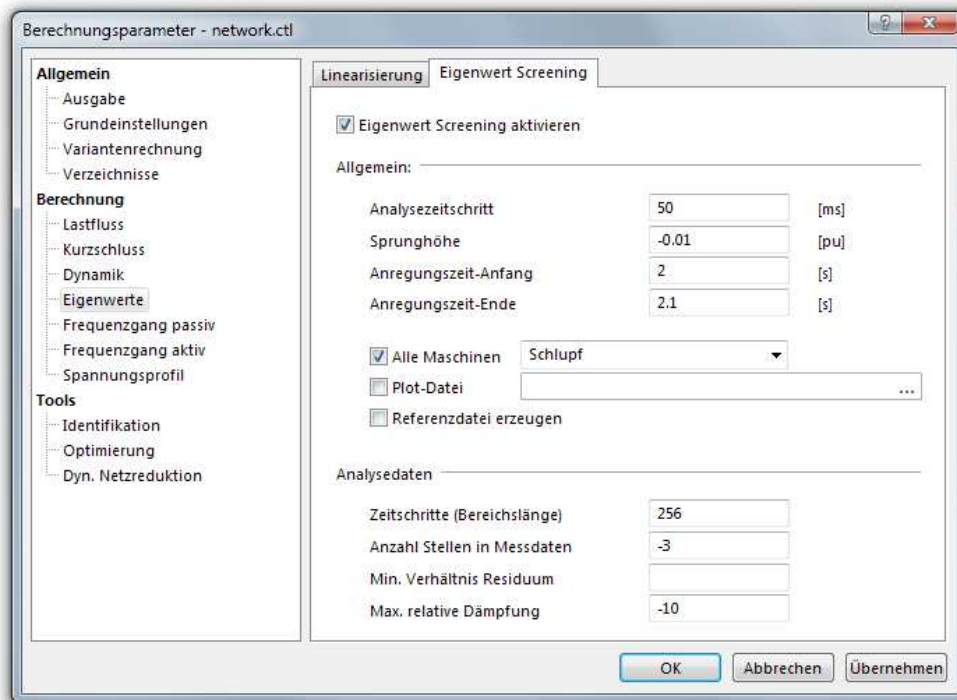 Berechnungsparameter - network.ctl
Allgemein
Ausgabe
Grundeinstellungen
Variantenrechnung
Verzeichnisse
Berechnung
Lastfluss
Kurzschluss
Dynamik
Eigenwerte
Frequenzgang passiv
Frequenzgang aktiv
Spannungsprofil
Tools
Identifikation
Optimierung
Dyn. Netzreduktion
Linearisierung Eigenwert Screening
Eigenwert Screening aktivieren
Allgemein:
Analysezeitschritt 50 [ms]
Sprunghöhe -0.01 [pu]
Anregungszeit-Anfang 2 [s]
Anregungszeit-Ende 2.1 [s]
Alle Maschinen Schlupf
Plot-Datei ...
Referenzdatei erzeugen
Analysedaten
Zeitschritte (Bereichslänge) 256
Anzahl Stellen in Messdaten -3
Min. Verhältnis Residuum
Max. relative Dämpfung -10
OK Abbrechen Übernehmen